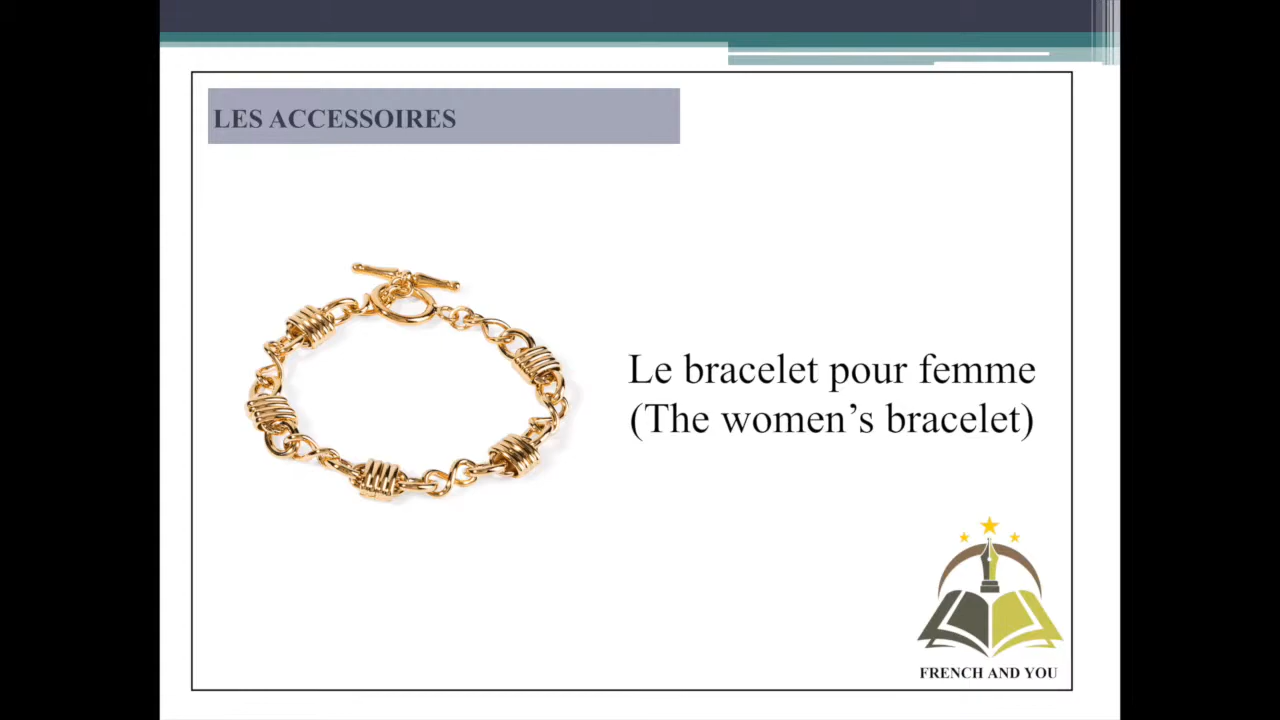 LES ACCESSOIRES
Le bracelet pour femme
(The women’s bracelet)
FRENCH AND YOU